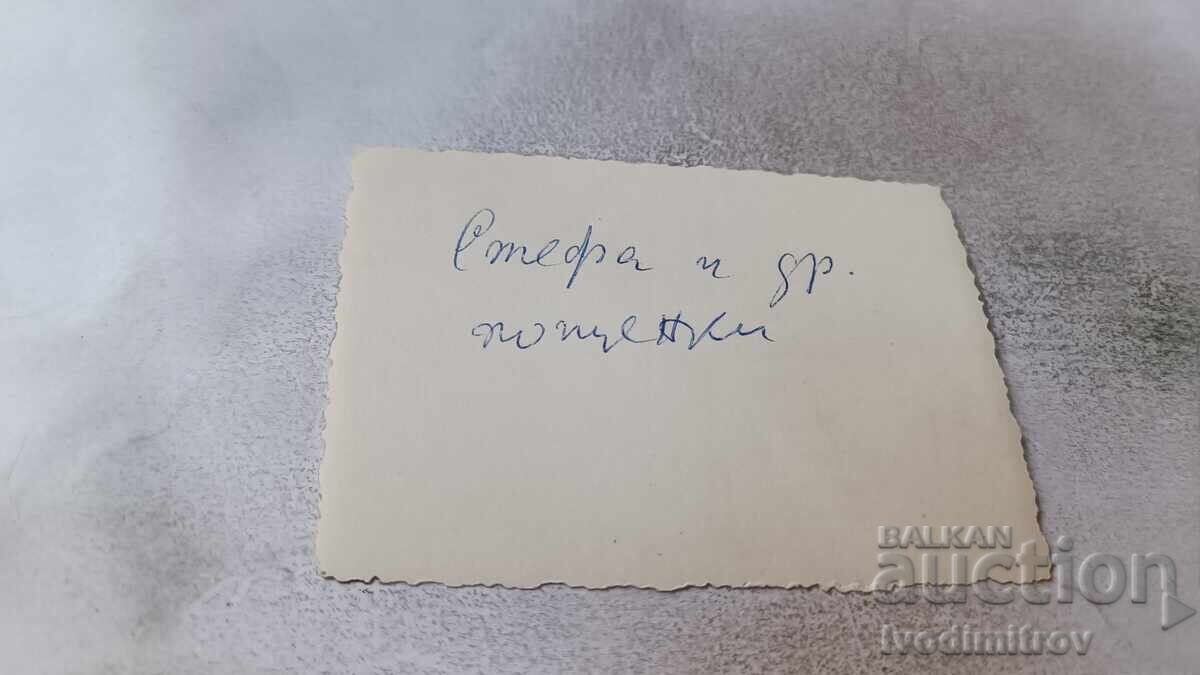 Стефа и др.
BALKAN
auction
Ivodimitrov